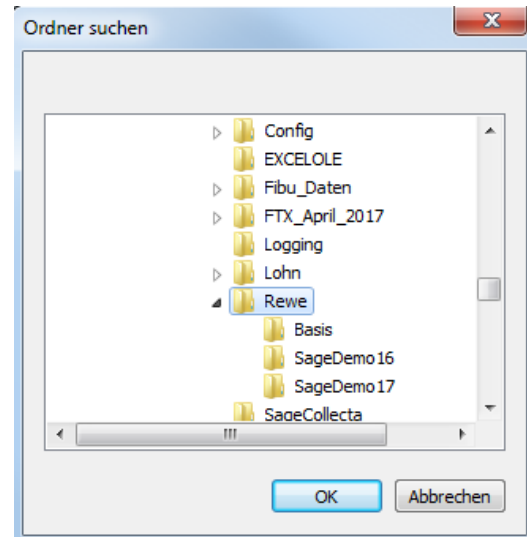 Ordner suchen
Config
EXCELOLE
Fibu_Daten
FTX_April_2017
Logging
Lohn
Rewe
Basis
SageDemo16
SageDemo17
SageCollecta
OK Abbrechen